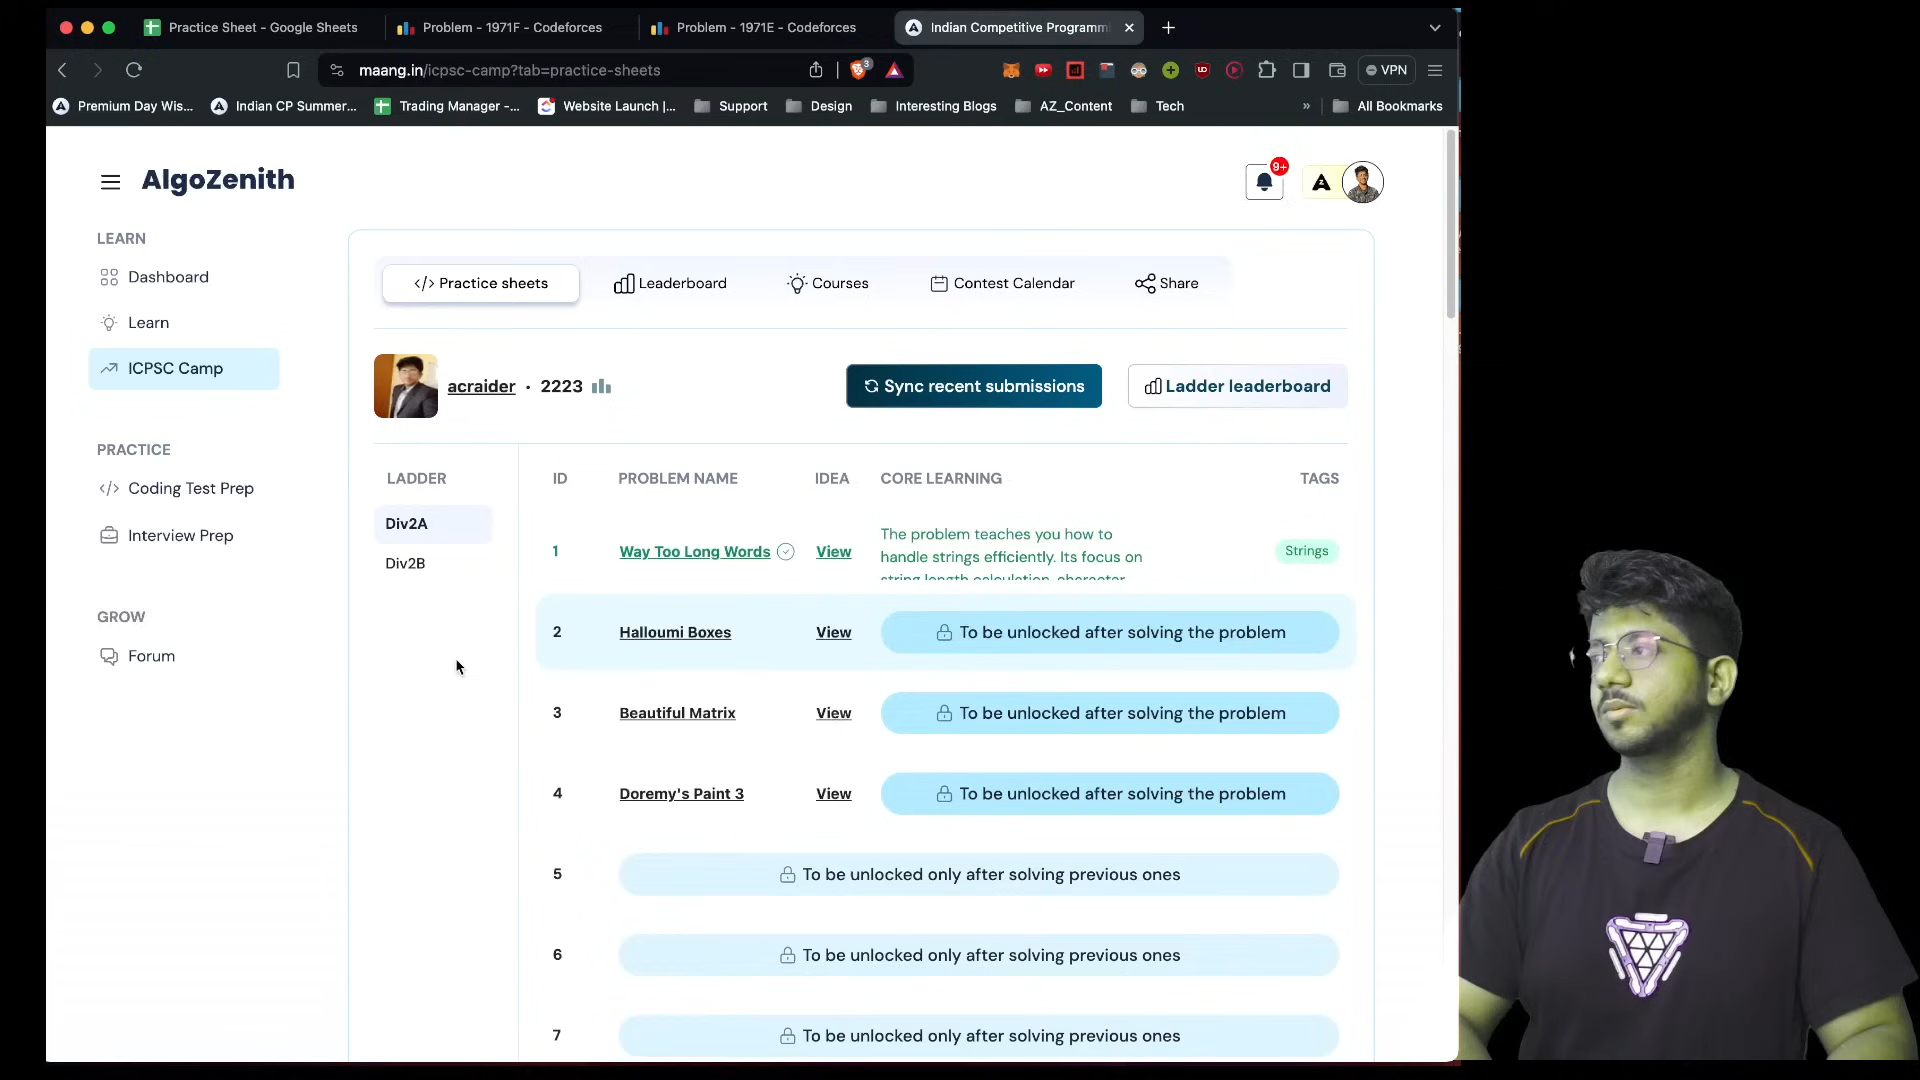 Practice Sheet - Google Sheets
Problem - 1971F - Codeforces
Problem - 1971E - Codeforces
Indian Competitive Programm
maang.in/icpsc-camp?tab=practice-sheets
3
VPN
Premium Day Wis...
Indian CP Summer...
Trading Manager -...
Website Launch |...
Support
Design
Interesting Blogs
AZ_Content
Tech
»
All Bookmarks
AlgoZenith
9+
LEARN
Dashboard
Learn
ICPSC Camp
PRACTICE
Coding Test Prep
Interview Prep
GROW
Forum
</> Practice sheets
Leaderboard
Courses
Contest Calendar
Share
acraider · 2223
Sync recent submissions
Ladder leaderboard
LADDER
Div2A
Div2B
ID PROBLEM NAME IDEA CORE LEARNING TAGS
1 Way Too Long Words View
The problem teaches you how to
handle strings efficiently. Its focus on
string length calculation, character
Strings
2 Halloumi Boxes View To be unlocked after solving the problem
3 Beautiful Matrix View To be unlocked after solving the problem
4 Doremy's Paint 3 View To be unlocked after solving the problem
5 To be unlocked only after solving previous ones
6 To be unlocked only after solving previous ones
7 To be unlocked only after solving previous ones